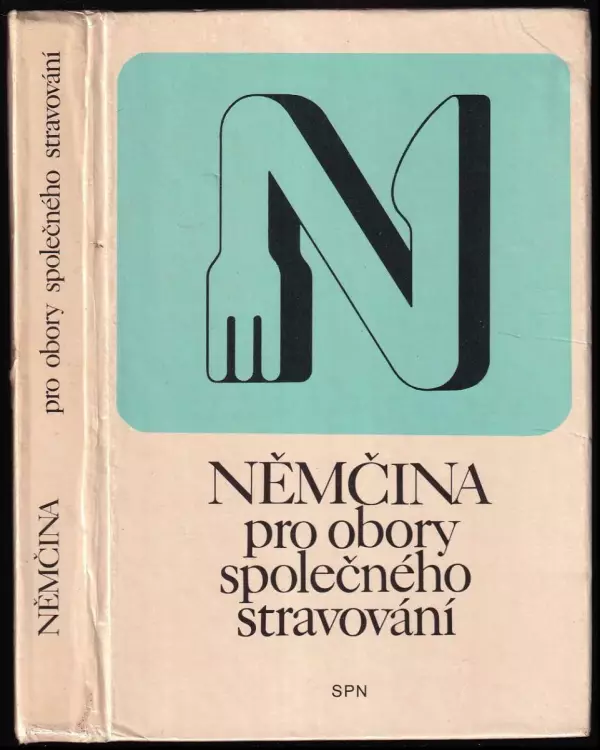 NĚMČINA pro obory společného stravování
N
NĚMČINA
pro obory
společného
stravování
SPN